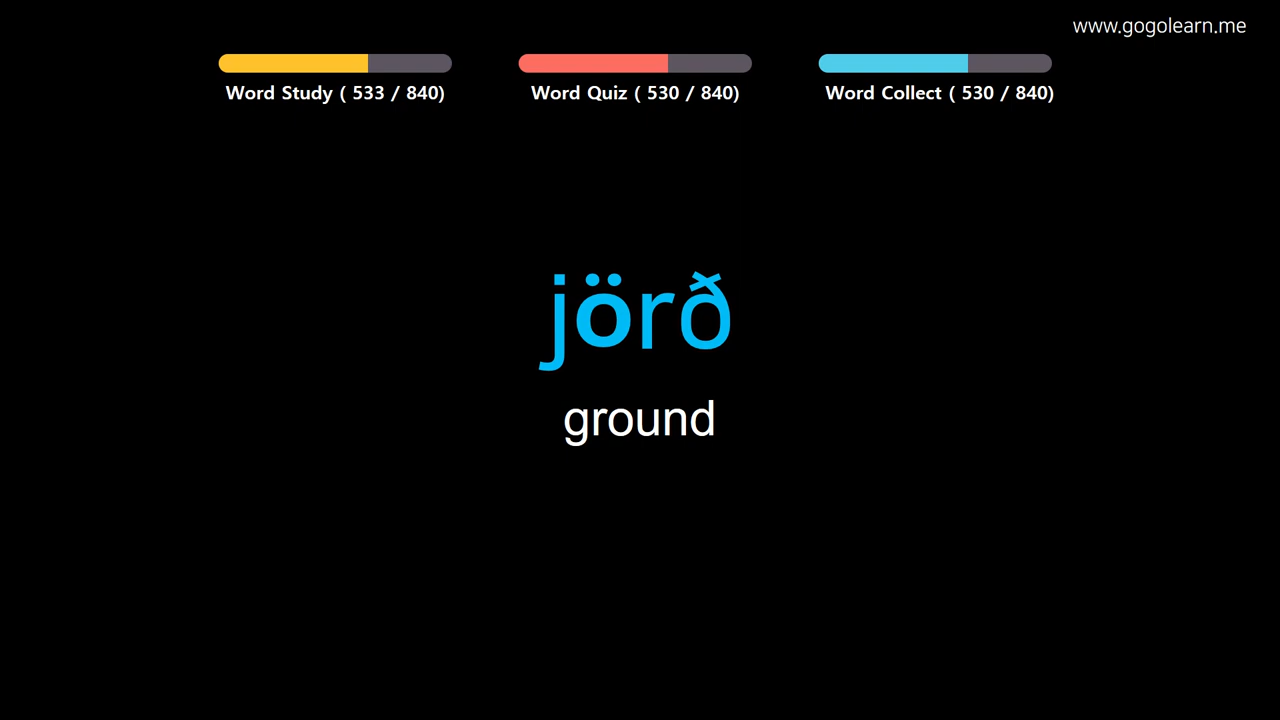 www.gogolearn.me
Word Study ( 533 / 840)
Word Quiz ( 530 / 840)
Word Collect ( 530 / 840)
jörð
ground